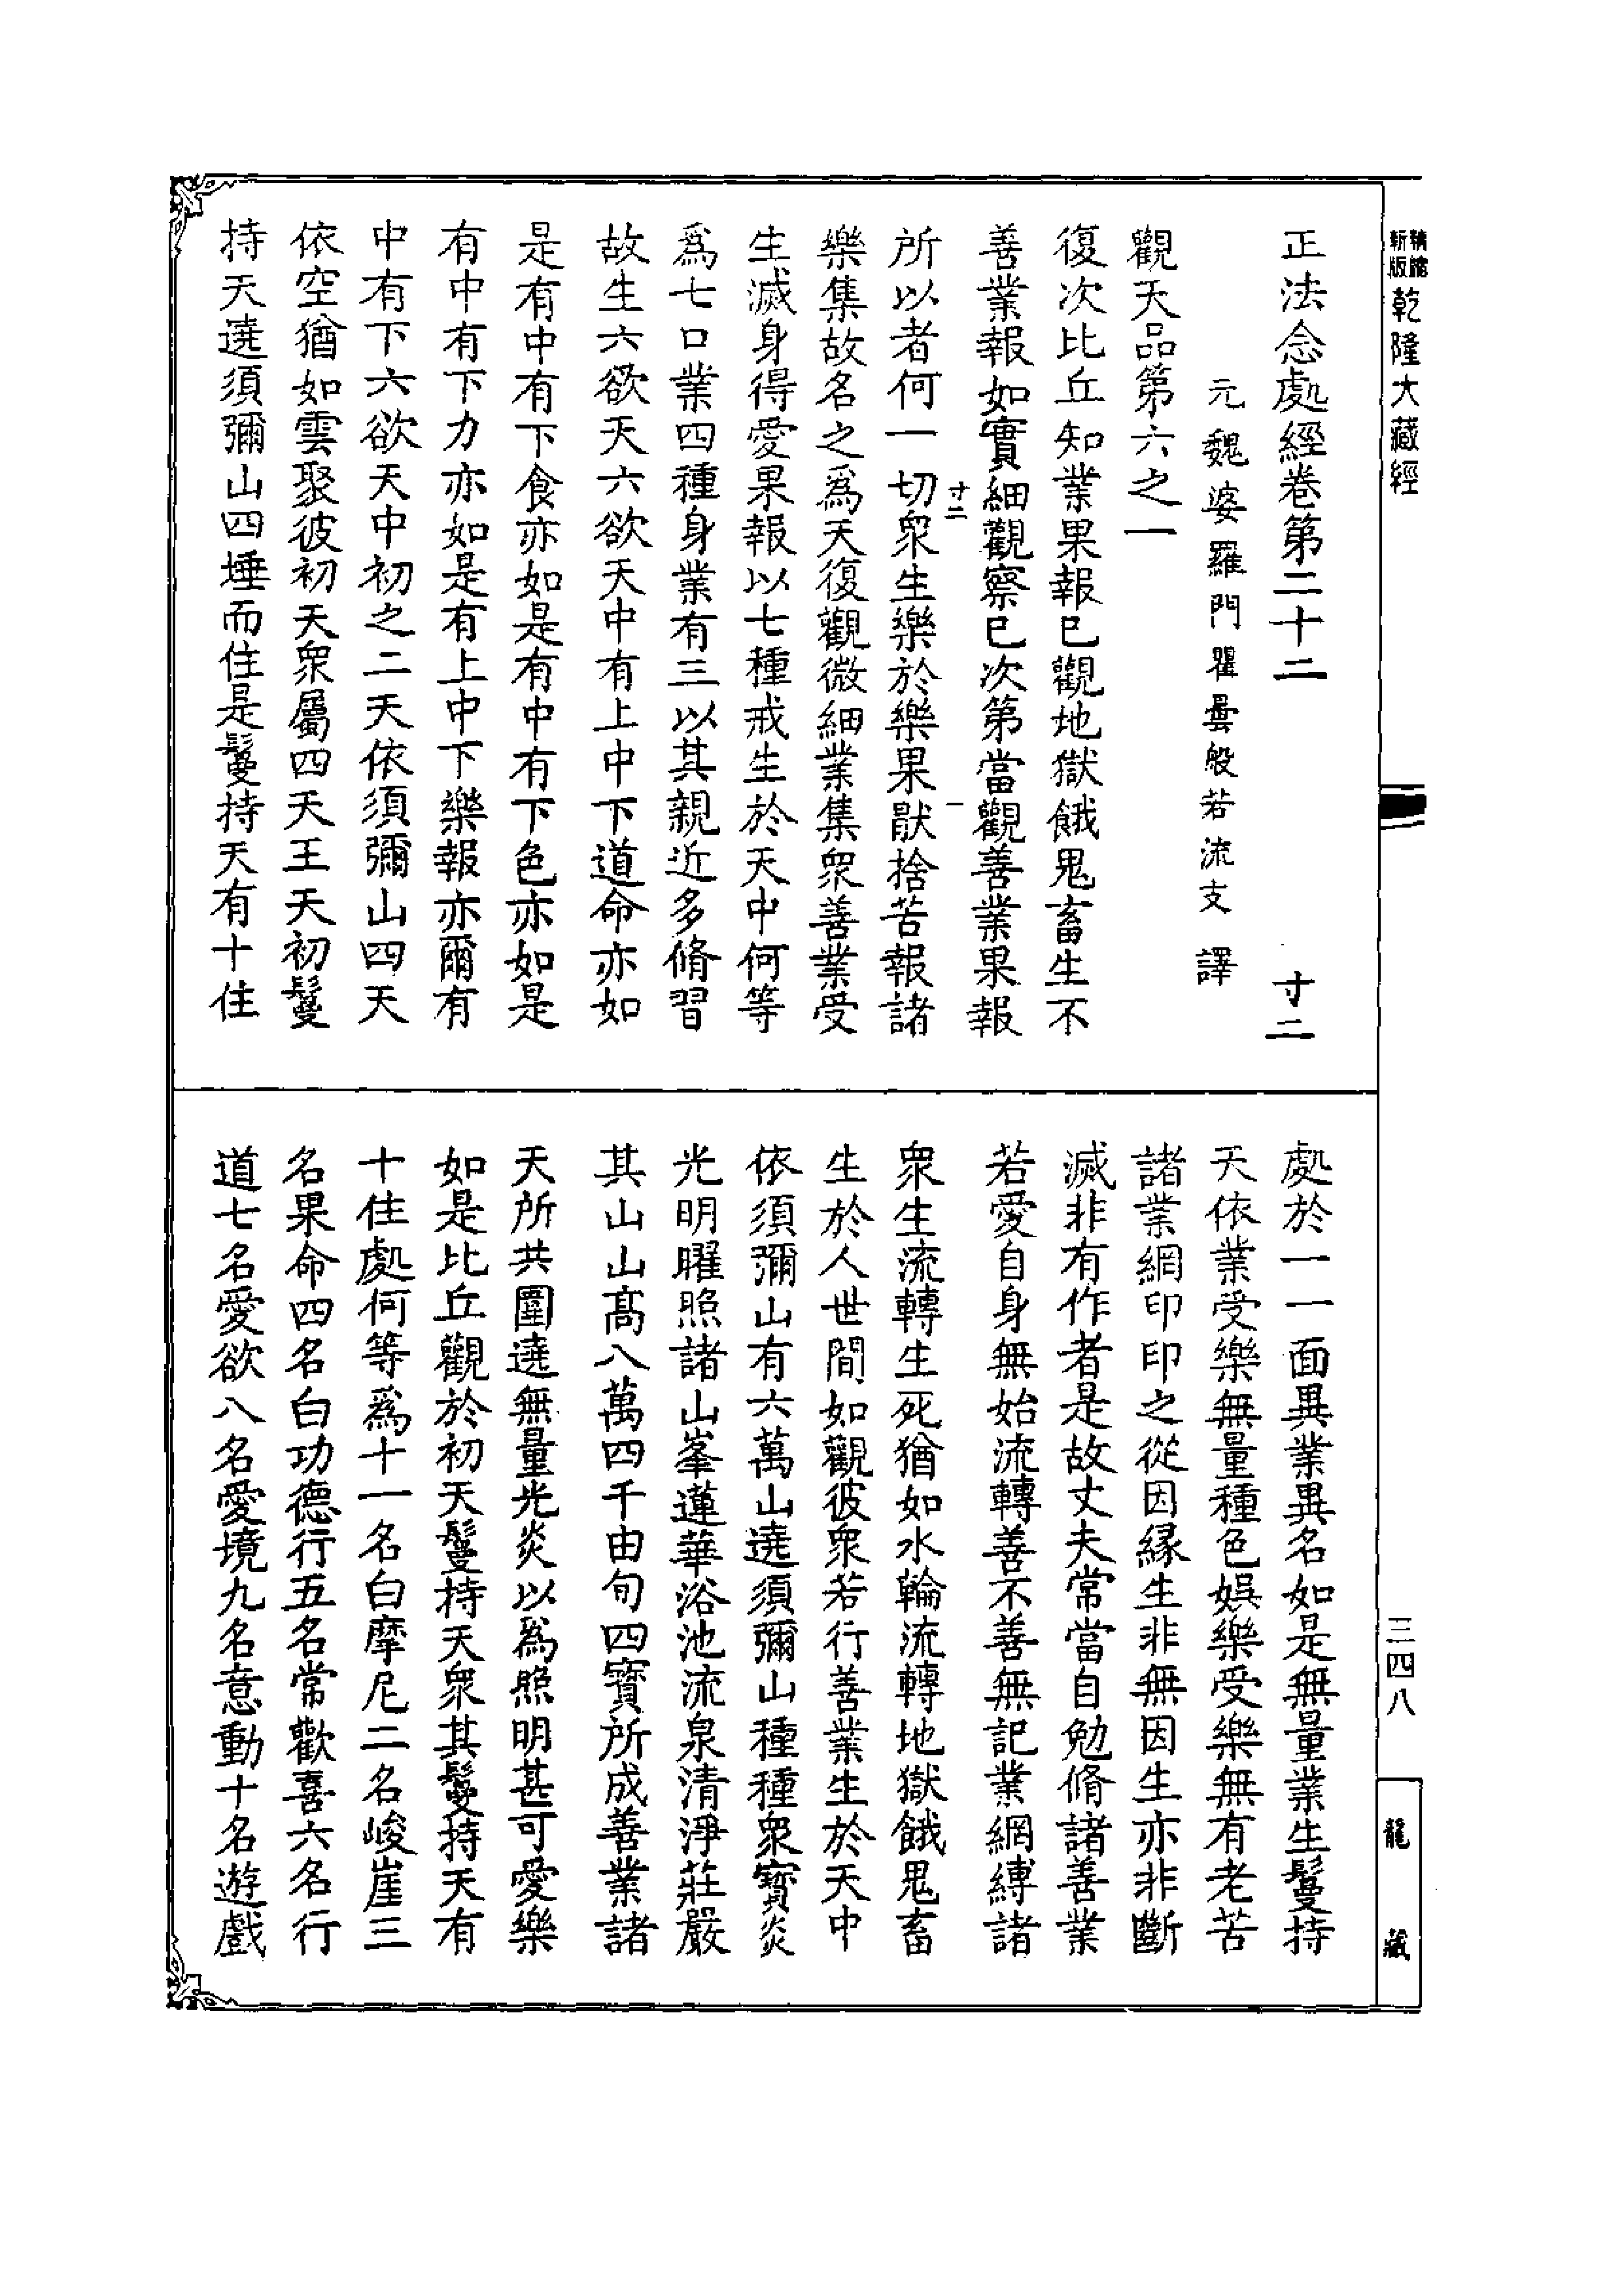 新版
精縮
乾隆大藏經
三四八
龍藏
正法念處經卷第二十二 寸二
元魏婆羅門瞿曇般若流支 譯
觀天品第六之一
復次比丘知業果報已觀地獄餓鬼畜生不
善業報如實細觀察已次第當觀善業果報
寸二 一
所以者何一切衆生樂於樂果猒捨苦報諸
樂集故名之爲天復觀微細業集衆善業受
生滅身得愛果報以七種戒生於天中何等
爲七口業四種身業有三以其親近多脩習
故生六欲天六欲天中有上中下道命亦如
是有中有下食亦如是有中有下色亦如是
有中有下力亦如是有上中下樂報亦爾有
中有下六欲天中初之二天依須彌山四天
依空猶如雲聚彼初天衆屬四天王天初鬘
持天遶須彌山四埵而住是鬘持天有十住
處於一一面異業異名如是無量業生鬘持
天依業受樂無量種色娛樂受樂無有老苦
諸業網印印之從因緣生非無因生亦非斷
滅非有作者是故丈夫常當自勉脩諸善業
若愛自身無始流轉善不善無記業網縛諸
衆生流轉生死猶如水輪流轉地獄餓鬼畜
生於人世間如觀彼衆若行善業生於天中
依須彌山有六萬山遶須彌山種種衆寶炎
光明曜照諸山峯蓮華浴池流泉清淨莊嚴
其山山髙八萬四千由旬四寶所成善業諸
天所共圍遶無量光炎以爲照明甚可愛樂
如是比丘觀於初天鬘持天衆其鬘持天有
十住處何等爲十一名白摩尼二名峻崖三
名果命四名白功德行五名常歡喜六名行
道七名愛欲八名愛境九名意動十名遊戲